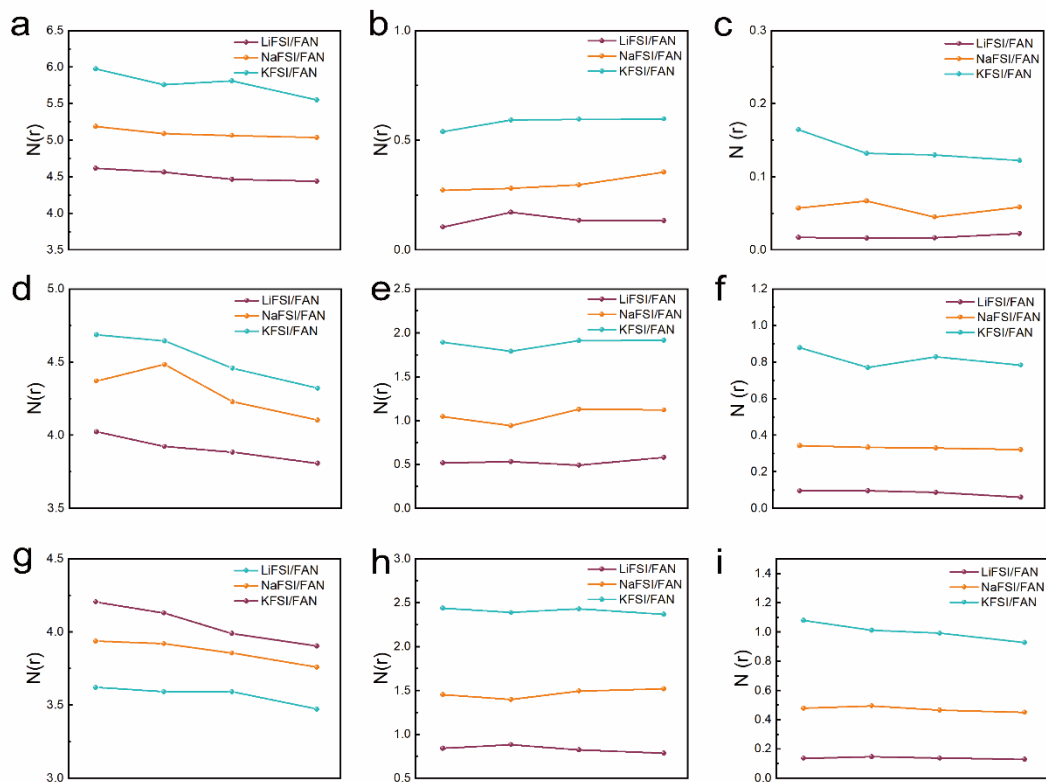 a
N(r)
6.5
6.0
5.5
5.0
4.5
4.0
3.5
LiFSI/FAN
NaFSI/FAN
KFSI/FAN
b
N(r)
1.0
0.5
0.0
LiFSI/FAN
NaFSI/FAN
KFSI/FAN
c
N (r)
0.3
0.2
0.1
0.0
LiFSI/FAN
NaFSI/FAN
KFSI/FAN
d
N(r)
5.0
4.5
4.0
3.5
LiFSI/FAN
NaFSI/FAN
KFSI/FAN
e
N(r)
2.5
2.0
1.5
1.0
0.5
0.0
LiFSI/FAN
NaFSI/FAN
KFSI/FAN
f
N (r)
1.2
1.0
0.8
0.6
0.4
0.2
0.0
LiFSI/FAN
NaFSI/FAN
KFSI/FAN
g
N(r)
4.5
4.0
3.5
3.0
LiFSI/FAN
NaFSI/FAN
KFSI/FAN
h
N(r)
3.0
2.5
2.0
1.5
1.0
0.5
LiFSI/FAN
NaFSI/FAN
KFSI/FAN
i
N (r)
1.4
1.2
1.0
0.8
0.6
0.4
0.2
0.0
LiFSI/FAN
NaFSI/FAN
KFSI/FAN